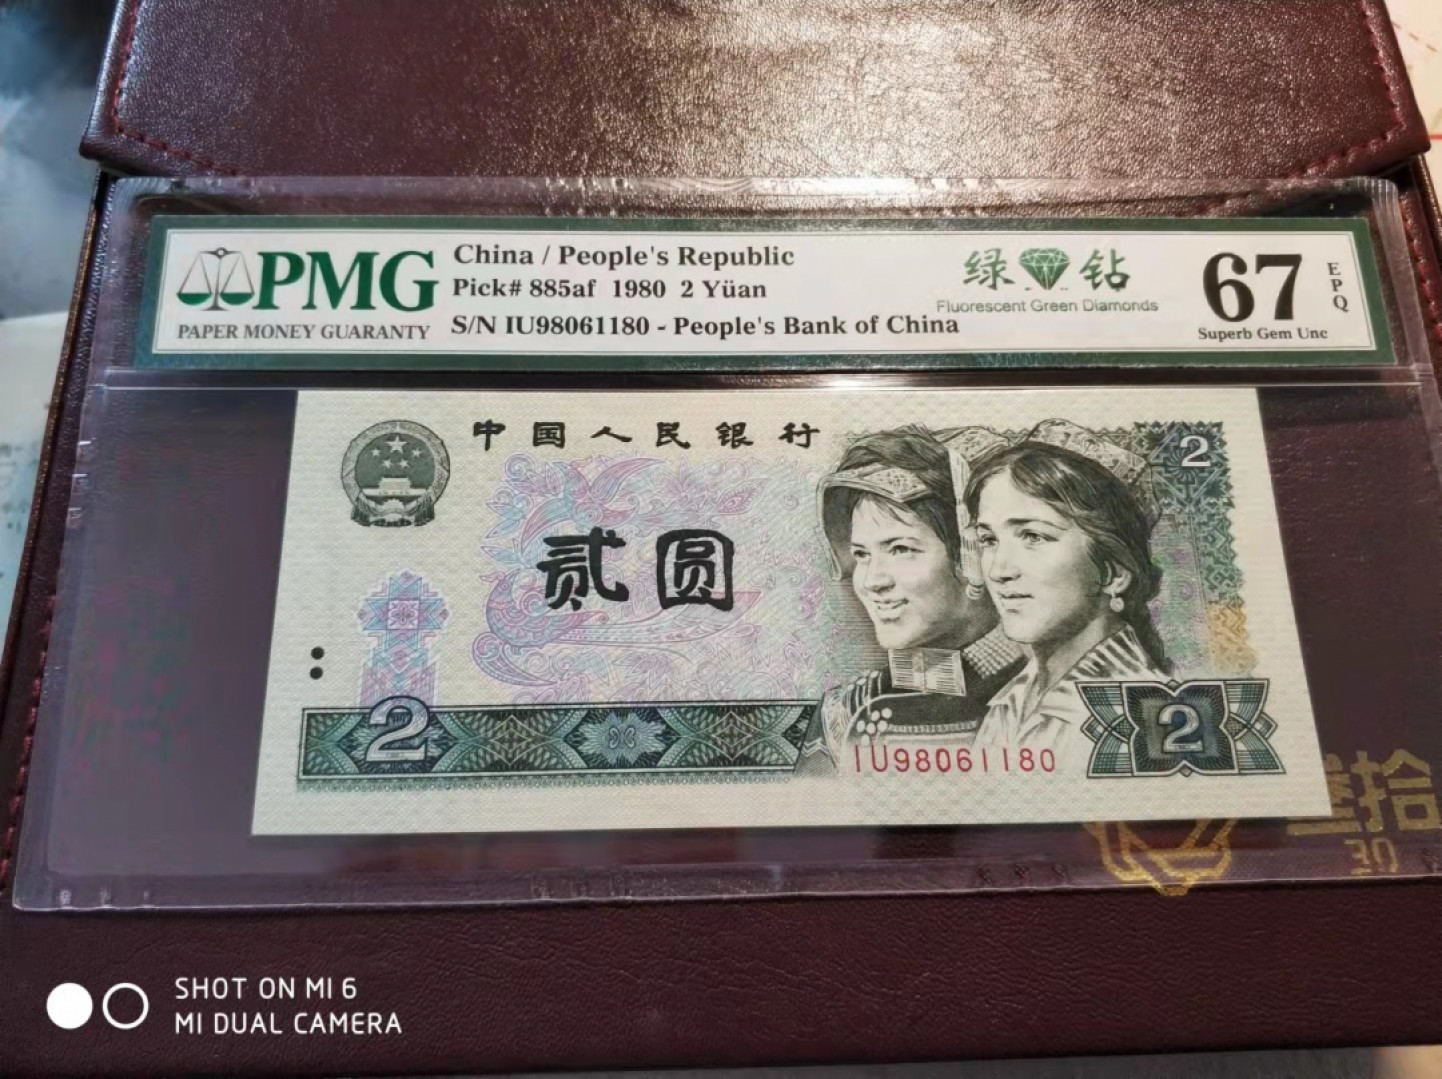 PMG
PAPER MONEY GUARANTY
China / People's Republic
Pick# 885af 1980 2 Yüan
S/N IU98061180 - People's Bank of China
绿钻
Fluorescent Green Diamonds
67
EPQ
Superb Gem Unc
中国人民银行
2
贰圆
2
2
IU98061180
拾
SHOT ON MI 6
MI DUAL CAMERA